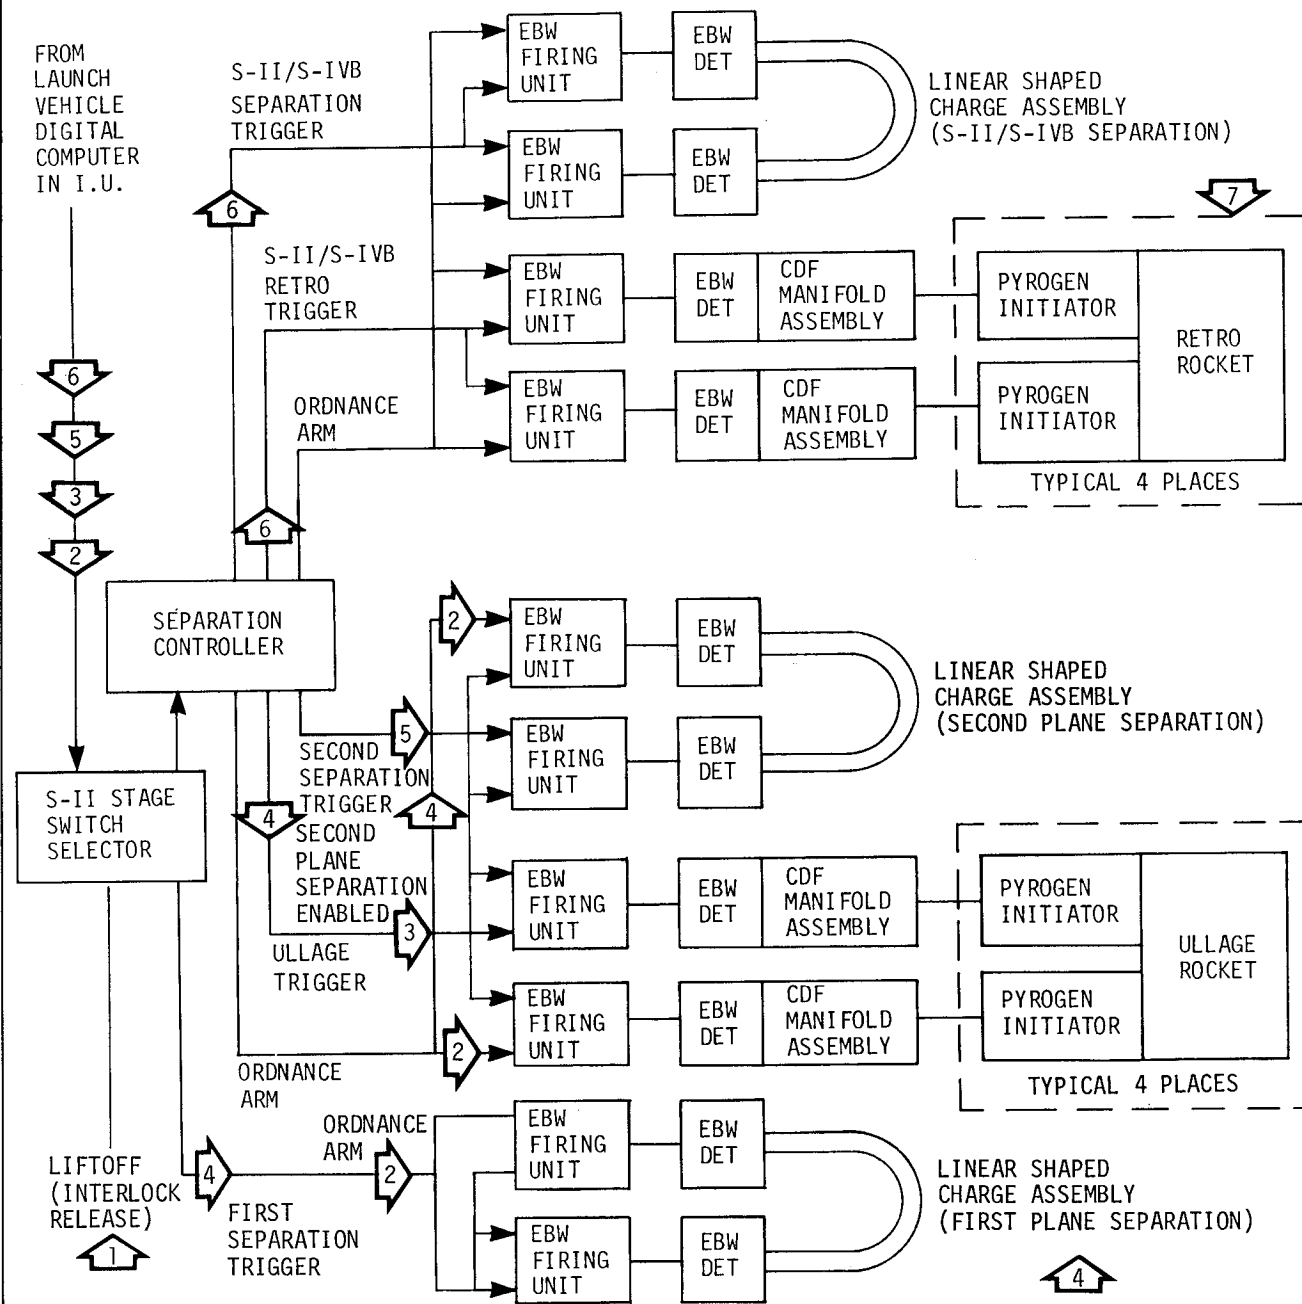 FROM
LAUNCH
VEHICLE
DIGITAL
COMPUTER
IN I.U.
S-II/S-IVB
SEPARATION
TRIGGER
6
S-II/S-IVB
RETRO
TRIGGER
6
ORDNANCE
ARM
EBW
FIRING
UNIT
EBW
DET
EBW
FIRING
UNIT
EBW
DET
LINEAR SHAPED
CHARGE ASSEMBLY
(S-II/S-IVB SEPARATION)
7
EBW
FIRING
UNIT
EBW
DET
CDF
MANIFOLD
ASSEMBLY
PYROGEN
INITIATOR
EBW
FIRING
UNIT
EBW
DET
CDF
MANIFOLD
ASSEMBLY
PYROGEN
INITIATOR
RETRO
ROCKET
TYPICAL 4 PLACES
6
5
3
2
SEPARATION
CONTROLLER
S-II STAGE
SWITCH
SELECTOR
2
5
SECOND
SEPARATION
TRIGGER
4
4
SECOND
PLANE
SEPARATION
ENABLED
3
ULLAGE
TRIGGER
2
ORDNANCE
ARM
EBW
FIRING
UNIT
EBW
DET
EBW
FIRING
UNIT
EBW
DET
LINEAR SHAPED
CHARGE ASSEMBLY
(SECOND PLANE SEPARATION)
EBW
FIRING
UNIT
EBW
DET
CDF
MANIFOLD
ASSEMBLY
PYROGEN
INITIATOR
EBW
FIRING
UNIT
EBW
DET
CDF
MANIFOLD
ASSEMBLY
PYROGEN
INITIATOR
ULLAGE
ROCKET
TYPICAL 4 PLACES
LIFTOFF
(INTERLOCK
RELEASE)
1
4
FIRST
SEPARATION
TRIGGER
ORDNANCE
ARM
2
EBW
FIRING
UNIT
EBW
DET
EBW
FIRING
UNIT
EBW
DET
LINEAR SHAPED
CHARGE ASSEMBLY
(FIRST PLANE SEPARATION)
4